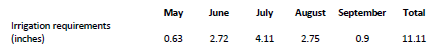 May June July August September Total
Irrigation requirements
(inches) 0.63 2.72 4.11 2.75 0.9 11.11